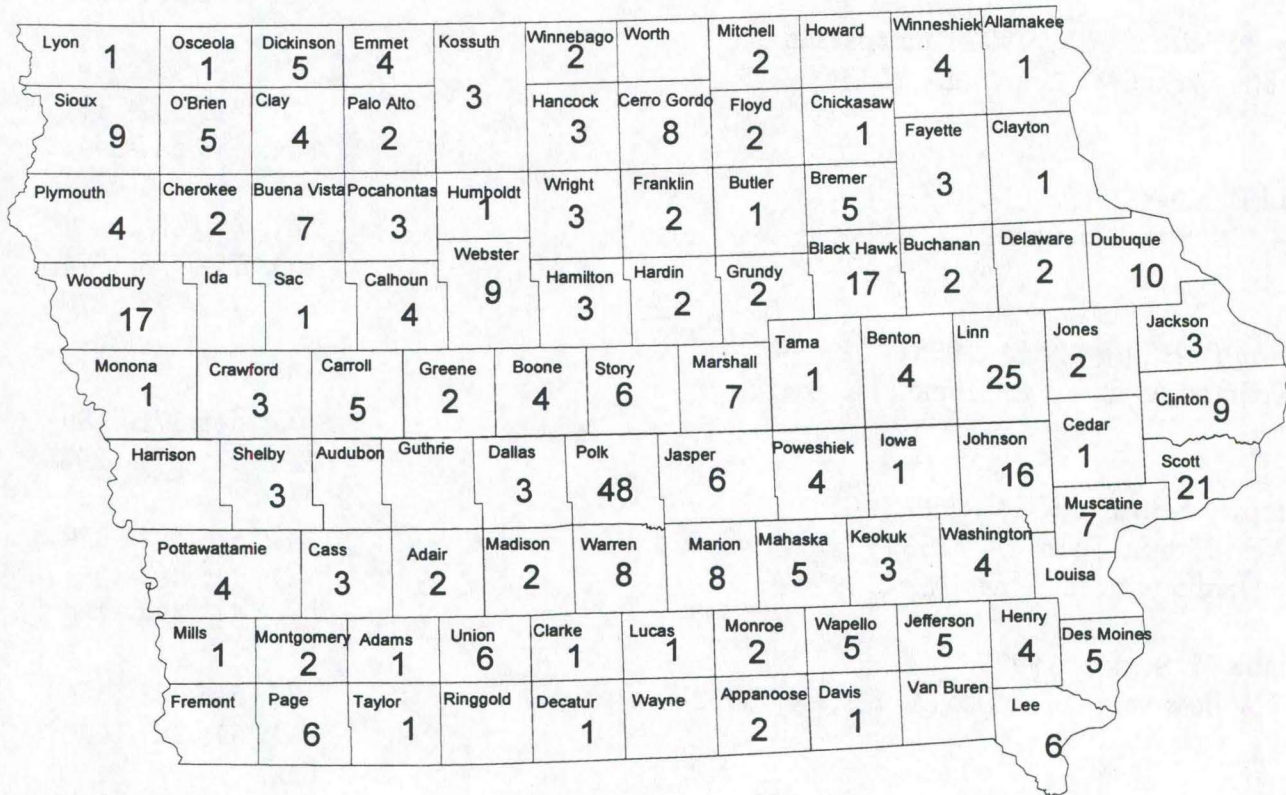 Lyon 1
Osceola 1
Dickinson 5
Emmet 4
Kossuth 3
Winnebago 2
Worth
Mitchell 2
Howard
Winneshiek 4
Allamakee 1
Sioux 9
O'Brien 5
Clay 4
Palo Alto 2
Hancock 3
Cerro Gordo 8
Floyd 2
Chickasaw 1
Fayette 3
Clayton 1
Plymouth 4
Cherokee 2
Buena Vista 7
Pocahontas 3
Humboldt 1
Wright 3
Franklin 2
Butler 1
Bremer 5
Woodbury 17
Ida
Sac 1
Calhoun 4
Webster 9
Hamilton 3
Hardin 2
Grundy 2
Black Hawk 17
Buchanan 2
Delaware 2
Dubuque 10
Monona 1
Crawford 3
Carroll 5
Greene 2
Boone 4
Story 6
Marshall 7
Tama 1
Benton 4
Linn 25
Jones 2
Jackson 3
Clinton 9
Harrison
Shelby 3
Audubon
Guthrie
Dallas 3
Polk 48
Jasper 6
Poweshiek 4
Iowa 1
Johnson 16
Cedar 1
Scott 21
Muscatine 7
Pottawattamie 4
Cass 3
Adair 2
Madison 2
Warren 8
Marion 8
Mahaska 5
Keokuk 3
Washington 4
Louisa
Mills 1
Montgomery 2
Adams 1
Union 6
Clarke 1
Lucas 1
Monroe 2
Wapello 5
Jefferson 5
Henry 4
Des Moines 5
Fremont
Page 6
Taylor 1
Ringgold
Decatur 1
Wayne
Appanoose 2
Davis 1
Van Buren
Lee 6